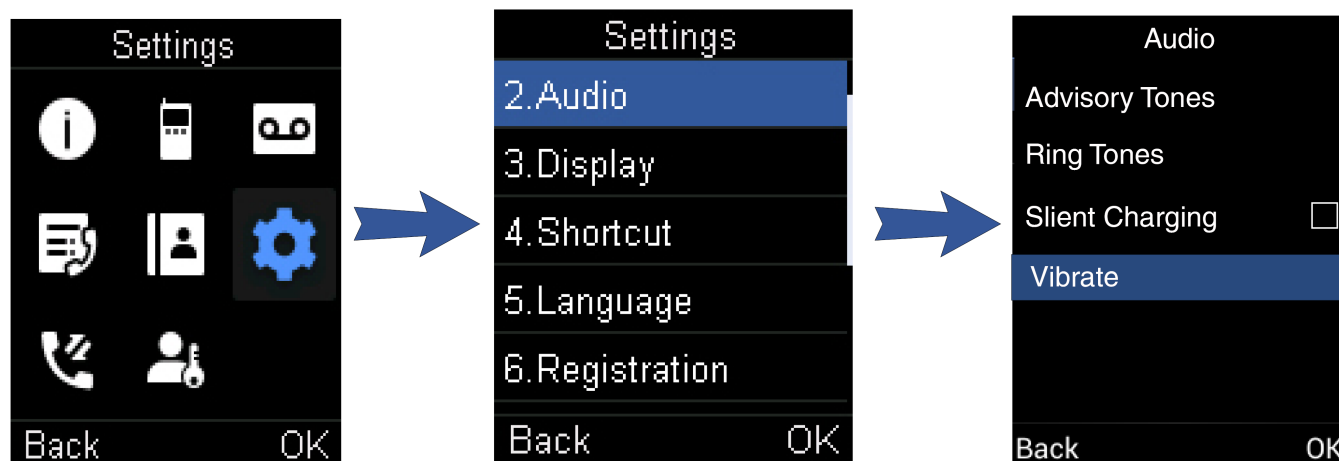 Settings
Back OK
Settings
2.Audio
3.Display
4.Shortcut
5.Language
6.Registration
Back OK
Audio
Advisory Tones
Ring Tones
Slient Charging
Vibrate
Back OK